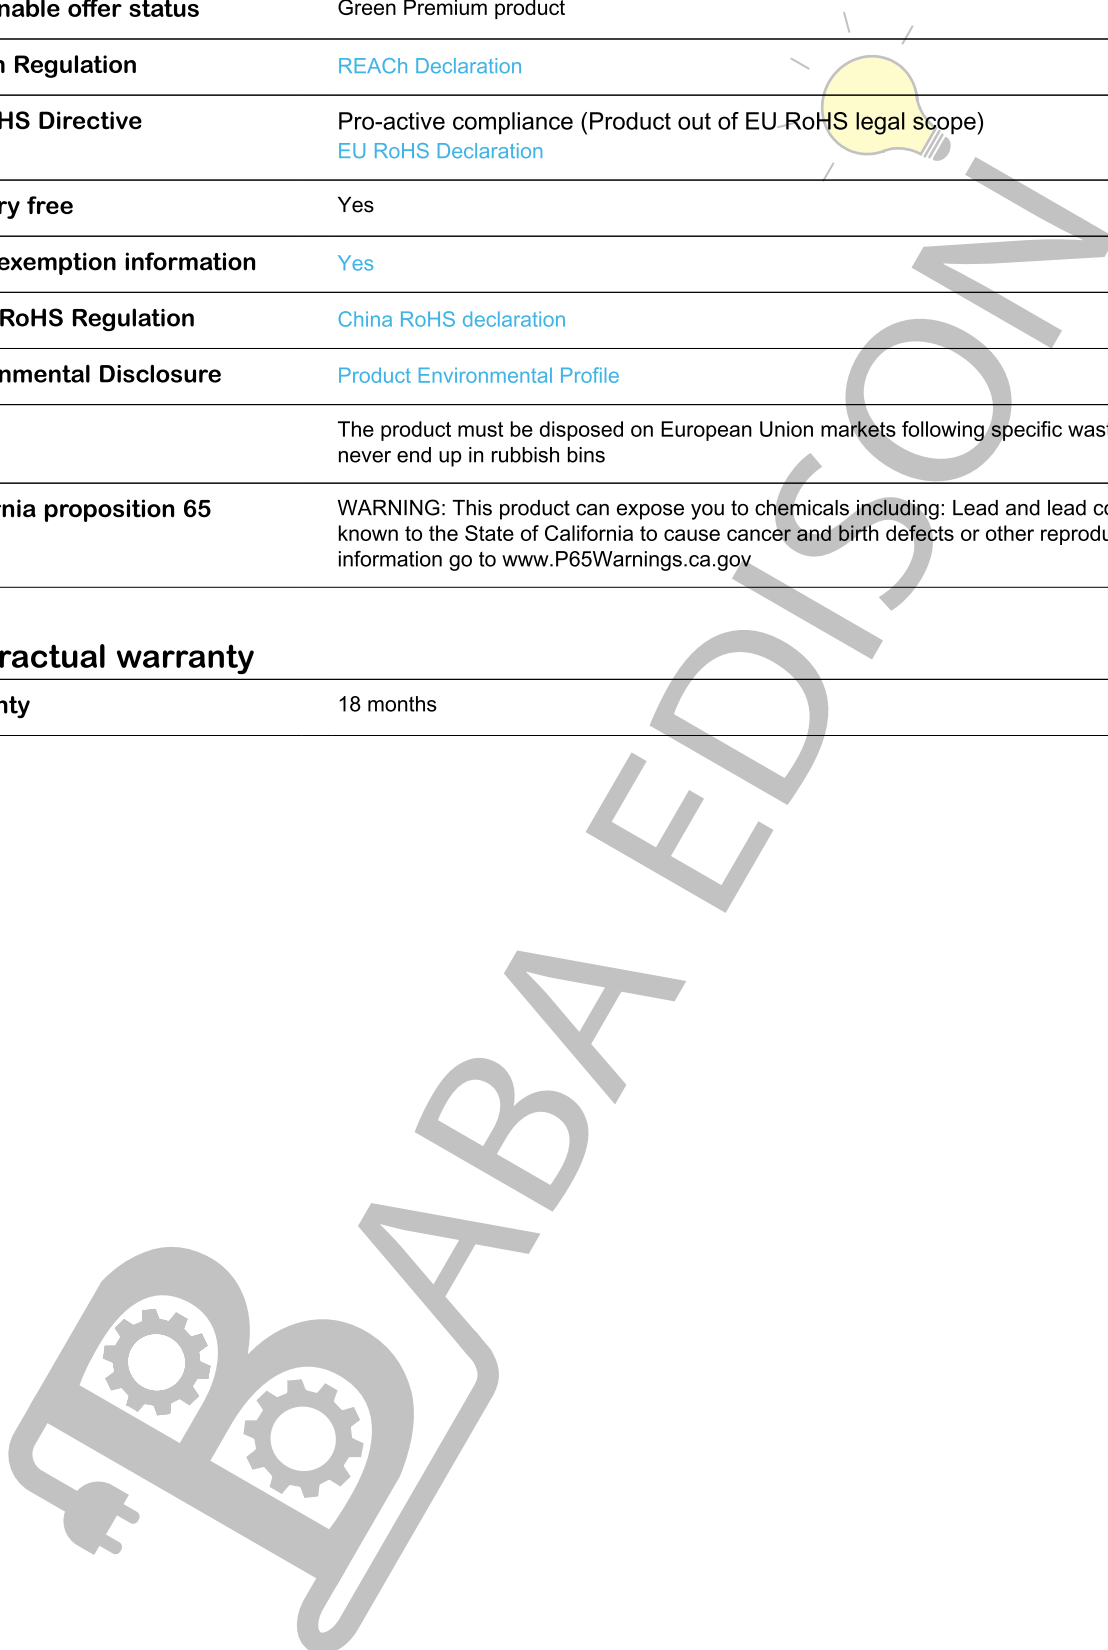 nable offer status Green Premium product
Regulation REACh Declaration
HS Directive Pro-active compliance (Product out of EU RoHS legal scope)
EU RoHS Declaration
ry free Yes
exemption information Yes
RoHS Regulation China RoHS declaration
nmental Disclosure Product Environmental Profile
The product must be disposed on European Union markets following specific wast
never end up in rubbish bins
rnia proposition 65 WARNING: This product can expose you to chemicals including: Lead and lead co
known to the State of California to cause cancer and birth defects or other reprodu
information go to www.P65Warnings.ca.gov
ractual warranty
nty 18 months
BABA EDISON